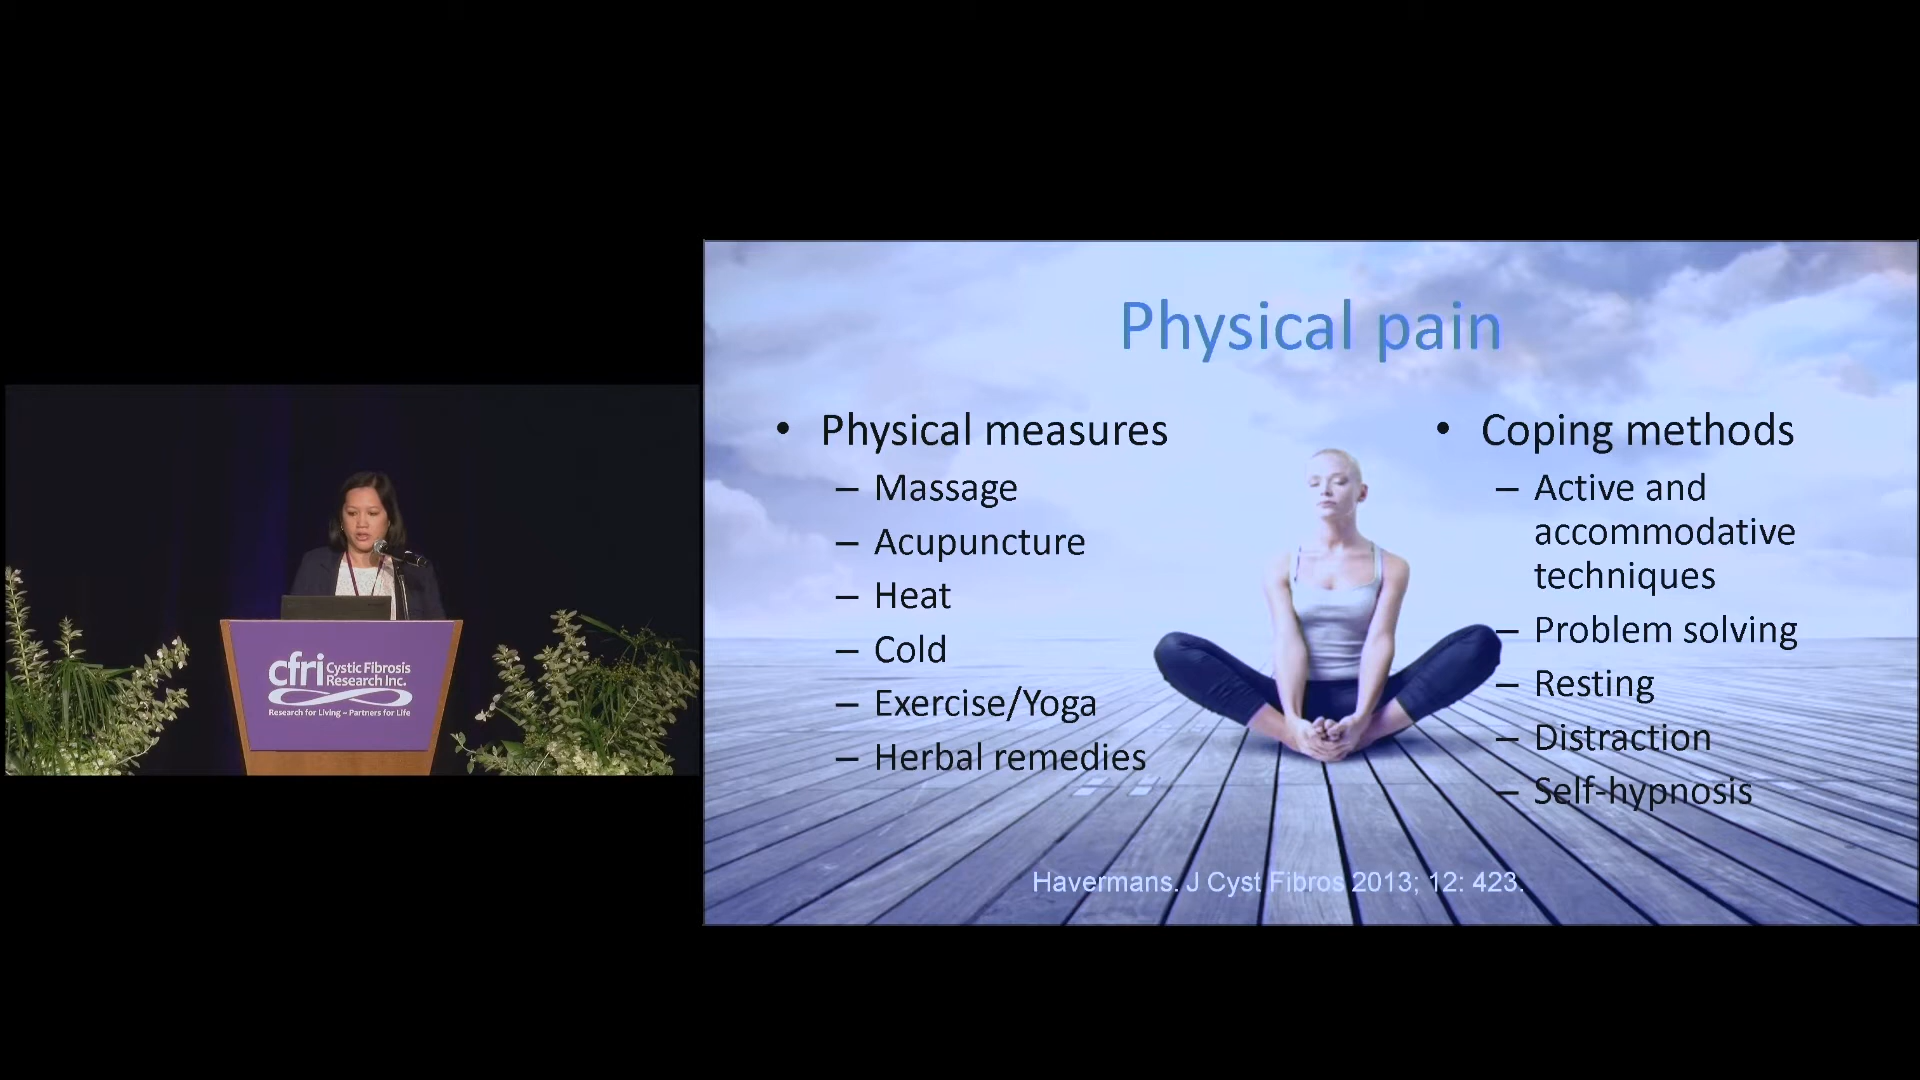 cfri Cystic Fibrosis
Research Inc.
Research for Living – Partners for Life
Physical pain
• Physical measures
– Massage
– Acupuncture
– Heat
– Cold
– Exercise/Yoga
– Herbal remedies
• Coping methods
– Active and
accommodative
techniques
– Problem solving
– Resting
– Distraction
– Self-hypnosis
Havermans. J Cyst Fibros 2013; 12: 423.